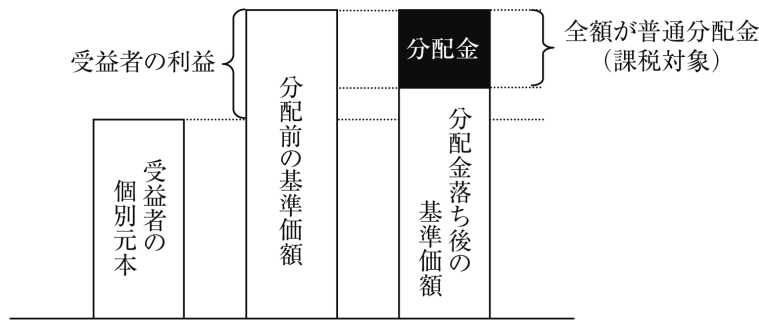 受益者の利益
分配金
全額が普通分配金
（課税対象）
受益者の
個別元本
分配前の基準価額
分配金落ち後の
基準価額